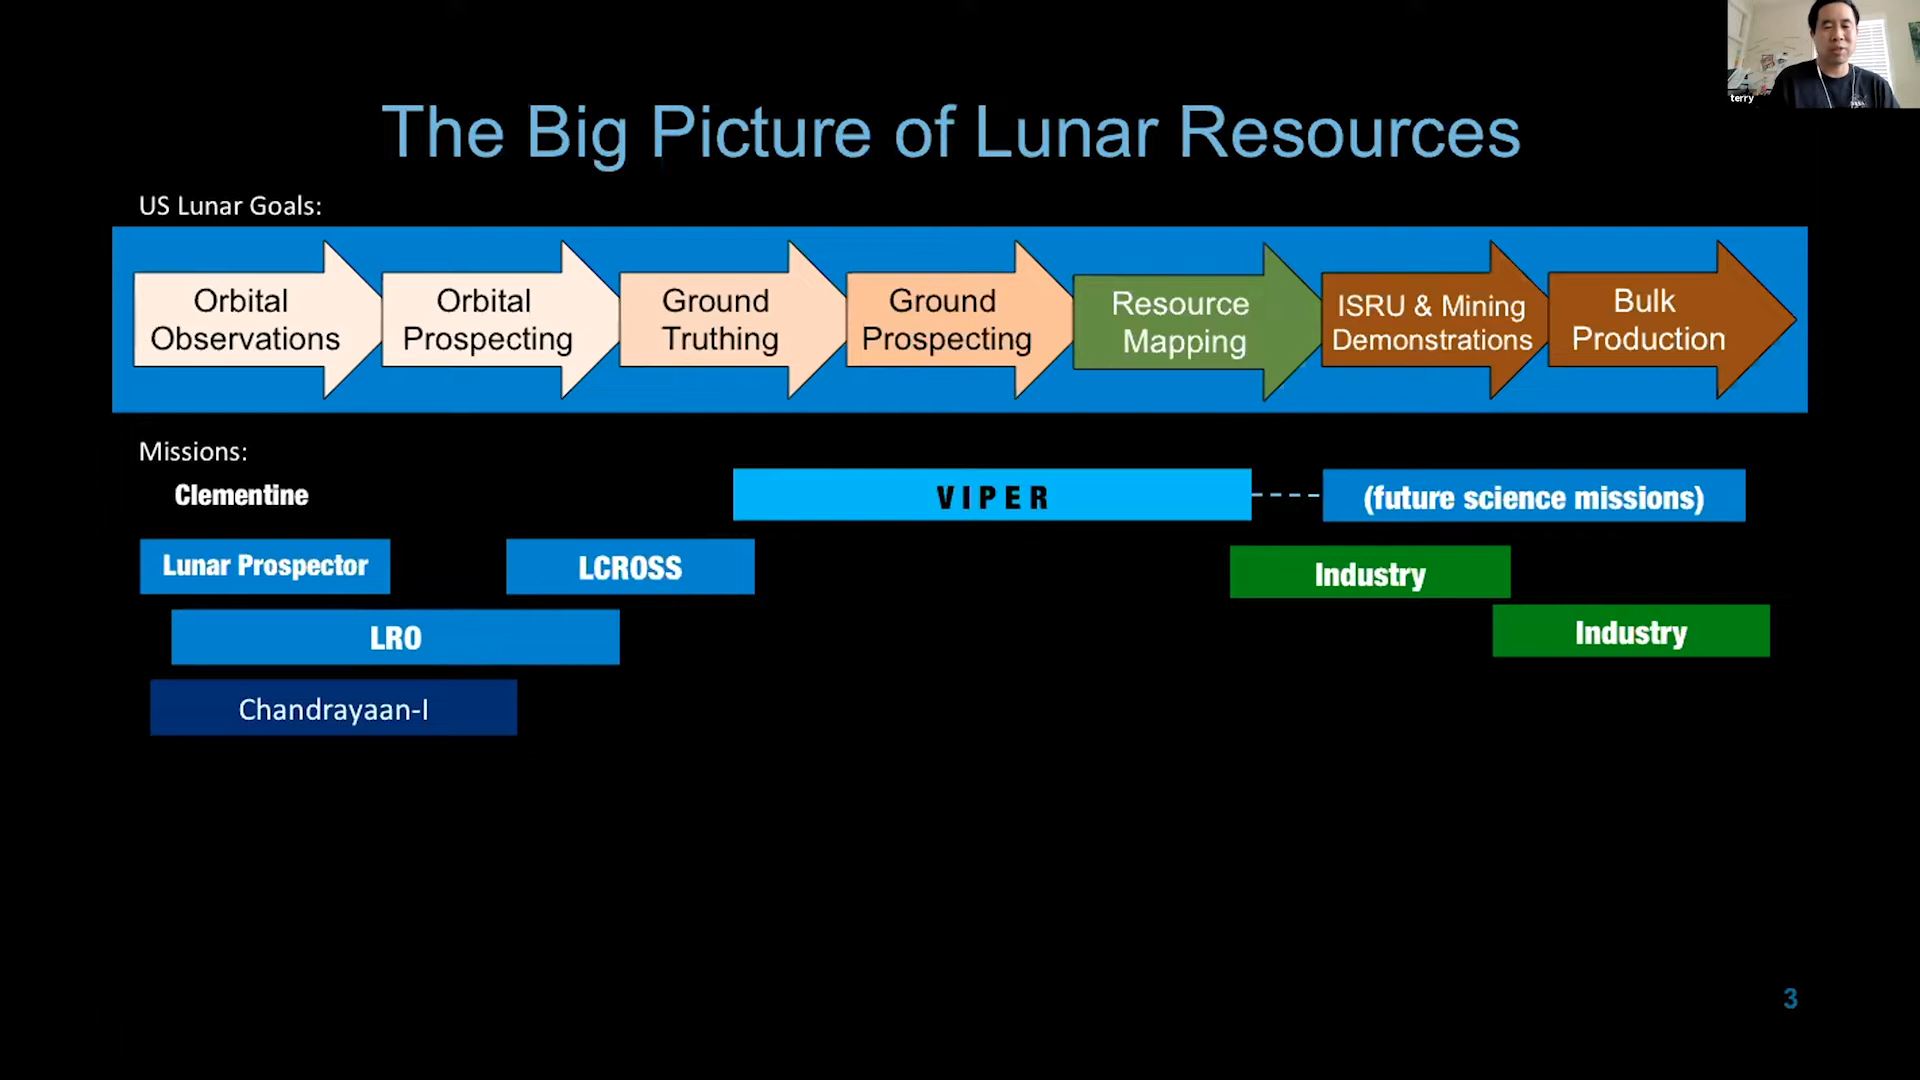 terry
The Big Picture of Lunar Resources
US Lunar Goals:
Orbital
Observations
Orbital
Prospecting
Ground
Truthing
Ground
Prospecting
Resource
Mapping
ISRU & Mining
Demonstrations
Bulk
Production
Missions:
Clementine
VIPER
(future science missions)
Lunar Prospector
LCROSS
Industry
LRO
Industry
Chandrayaan-I
3